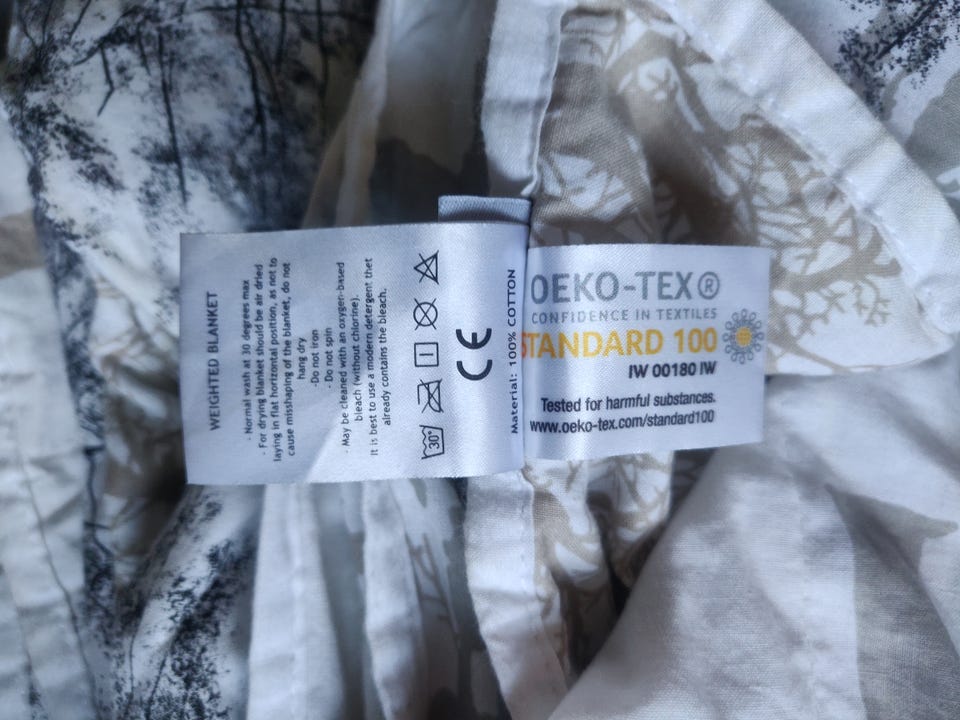 WEIGHTED BLANKET
- Normal wash at 30 degrees max
- For drying blanket should be air dried
laying in flat horizontal position, as not to
cause misshaping of the blanket, do not
hang dry
-Do not iron
- Do not spin
- May be cleaned with an oxygen-based
bleach (without chlorine).
It is best to use a modern detergent thet
already contains the bleach.
30°
CE
Material: 100% COTTON
OEKO-TEX®
CONFIDENCE IN TEXTILES
STANDARD 100
IW 00180 IW
Tested for harmful substances.
www.oeko-tex.com/standard100